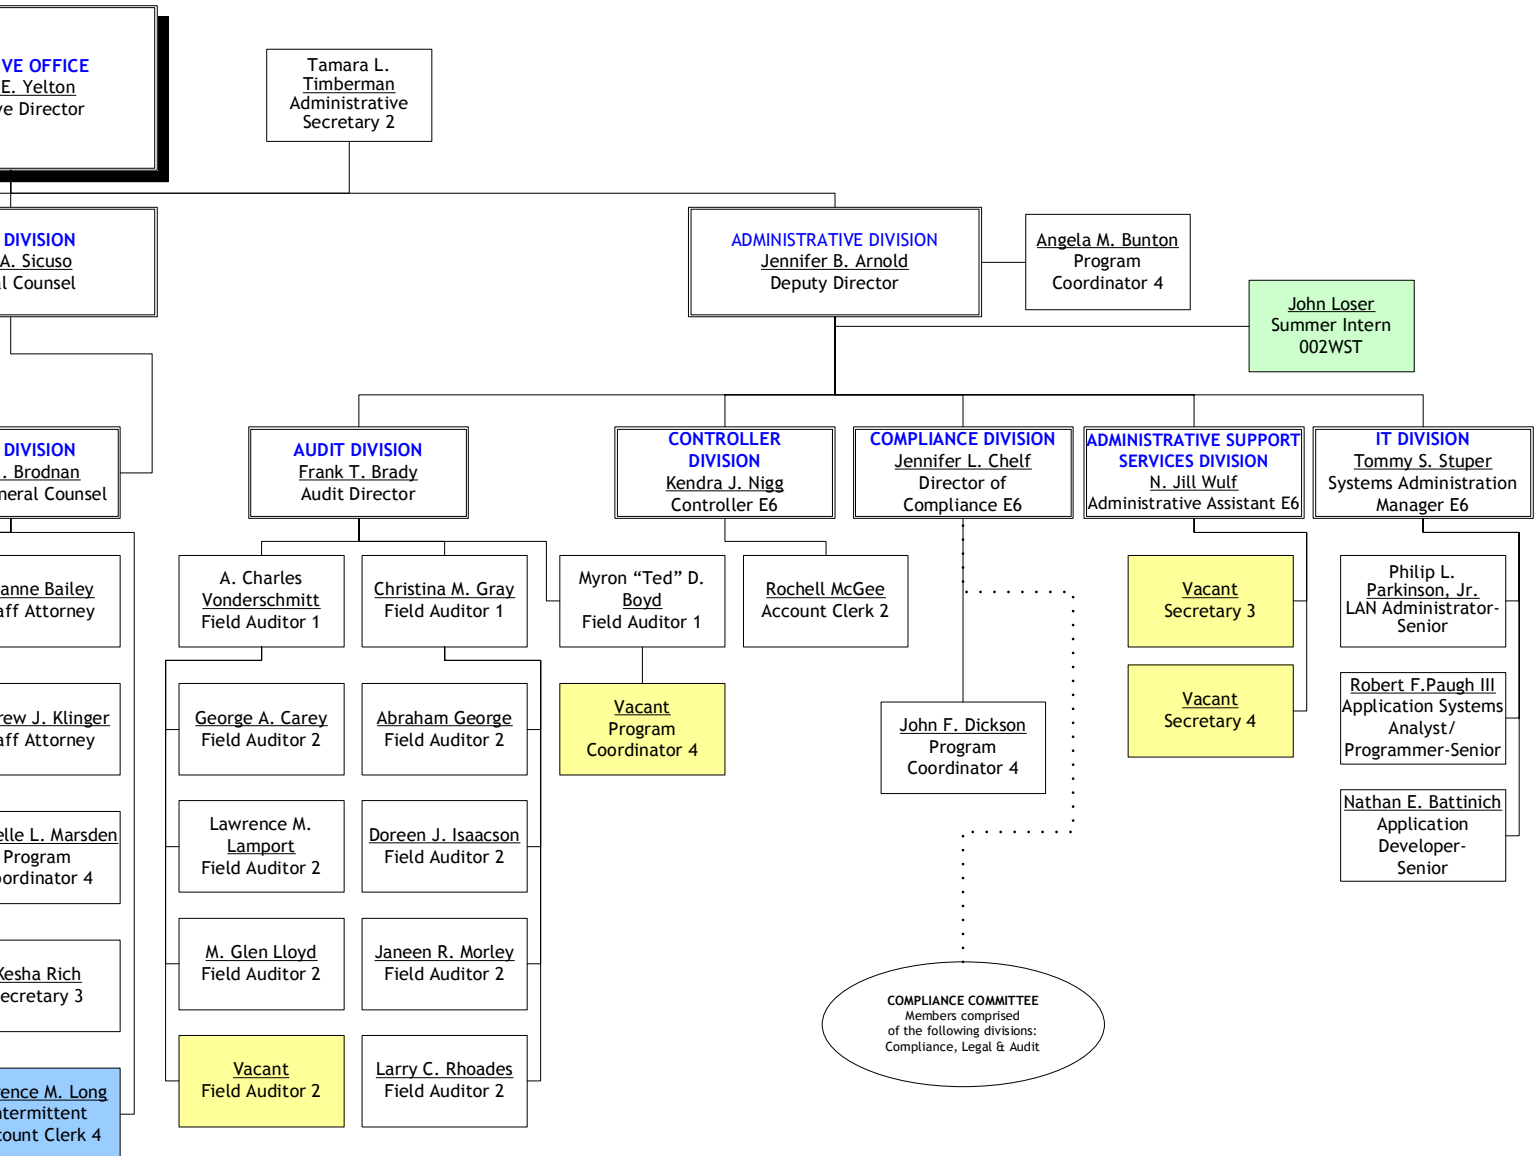 VE OFFICE
E. Yelton
ve Director
Tamara L.
Timberman
Administrative
Secretary 2
DIVISION
A. Sicuso
al Counsel
ADMINISTRATIVE DIVISION
Jennifer B. Arnold
Deputy Director
Angela M. Bunton
Program
Coordinator 4
John Loser
Summer Intern
002WST
DIVISION
. Brodnan
neral Counsel
AUDIT DIVISION
Frank T. Brady
Audit Director
CONTROLLER
DIVISION
Kendra J. Nigg
Controller E6
COMPLIANCE DIVISION
Jennifer L. Chelf
Director of
Compliance E6
ADMINISTRATIVE SUPPORT
SERVICES DIVISION
N. Jill Wulf
Administrative Assistant E6
IT DIVISION
Tommy S. Stuper
Systems Administration
Manager E6
anne Bailey
aff Attorney
A. Charles
Vonderschmitt
Field Auditor 1
Christina M. Gray
Field Auditor 1
Myron “Ted” D.
Boyd
Field Auditor 1
Rochell McGee
Account Clerk 2
Vacant
Secretary 3
Philip L.
Parkinson, Jr.
LAN Administrator-
Senior
rew J. Klinger
aff Attorney
George A. Carey
Field Auditor 2
Abraham George
Field Auditor 2
Vacant
Program
Coordinator 4
John F. Dickson
Program
Coordinator 4
Vacant
Secretary 4
Robert F.Paugh III
Application Systems
Analyst/
Programmer-Senior
elle L. Marsden
Program
oordinator 4
Lawrence M.
Lamport
Field Auditor 2
Doreen J. Isaacson
Field Auditor 2
Nathan E. Battinich
Application
Developer-
Senior
Kesha Rich
ecretary 3
M. Glen Lloyd
Field Auditor 2
Janeen R. Morley
Field Auditor 2
COMPLIANCE COMMITTEE
Members comprised
of the following divisions:
Compliance, Legal & Audit
rence M. Long
ntermittent
count Clerk 4
Vacant
Field Auditor 2
Larry C. Rhoades
Field Auditor 2